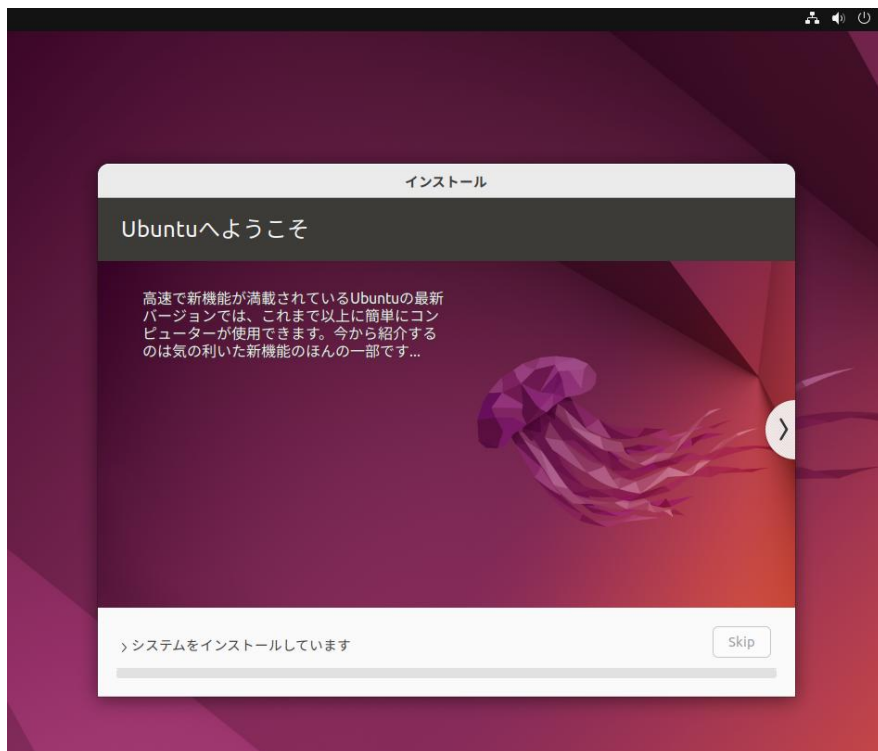 インストール
Ubuntuへようこそ
高速で新機能が満載されているUbuntuの最新
バージョンでは、これまで以上に簡単にコン
ピューターが使用できます。今から紹介する
のは気の利いた新機能のほんの一部です...
システムをインストールしています
Skip